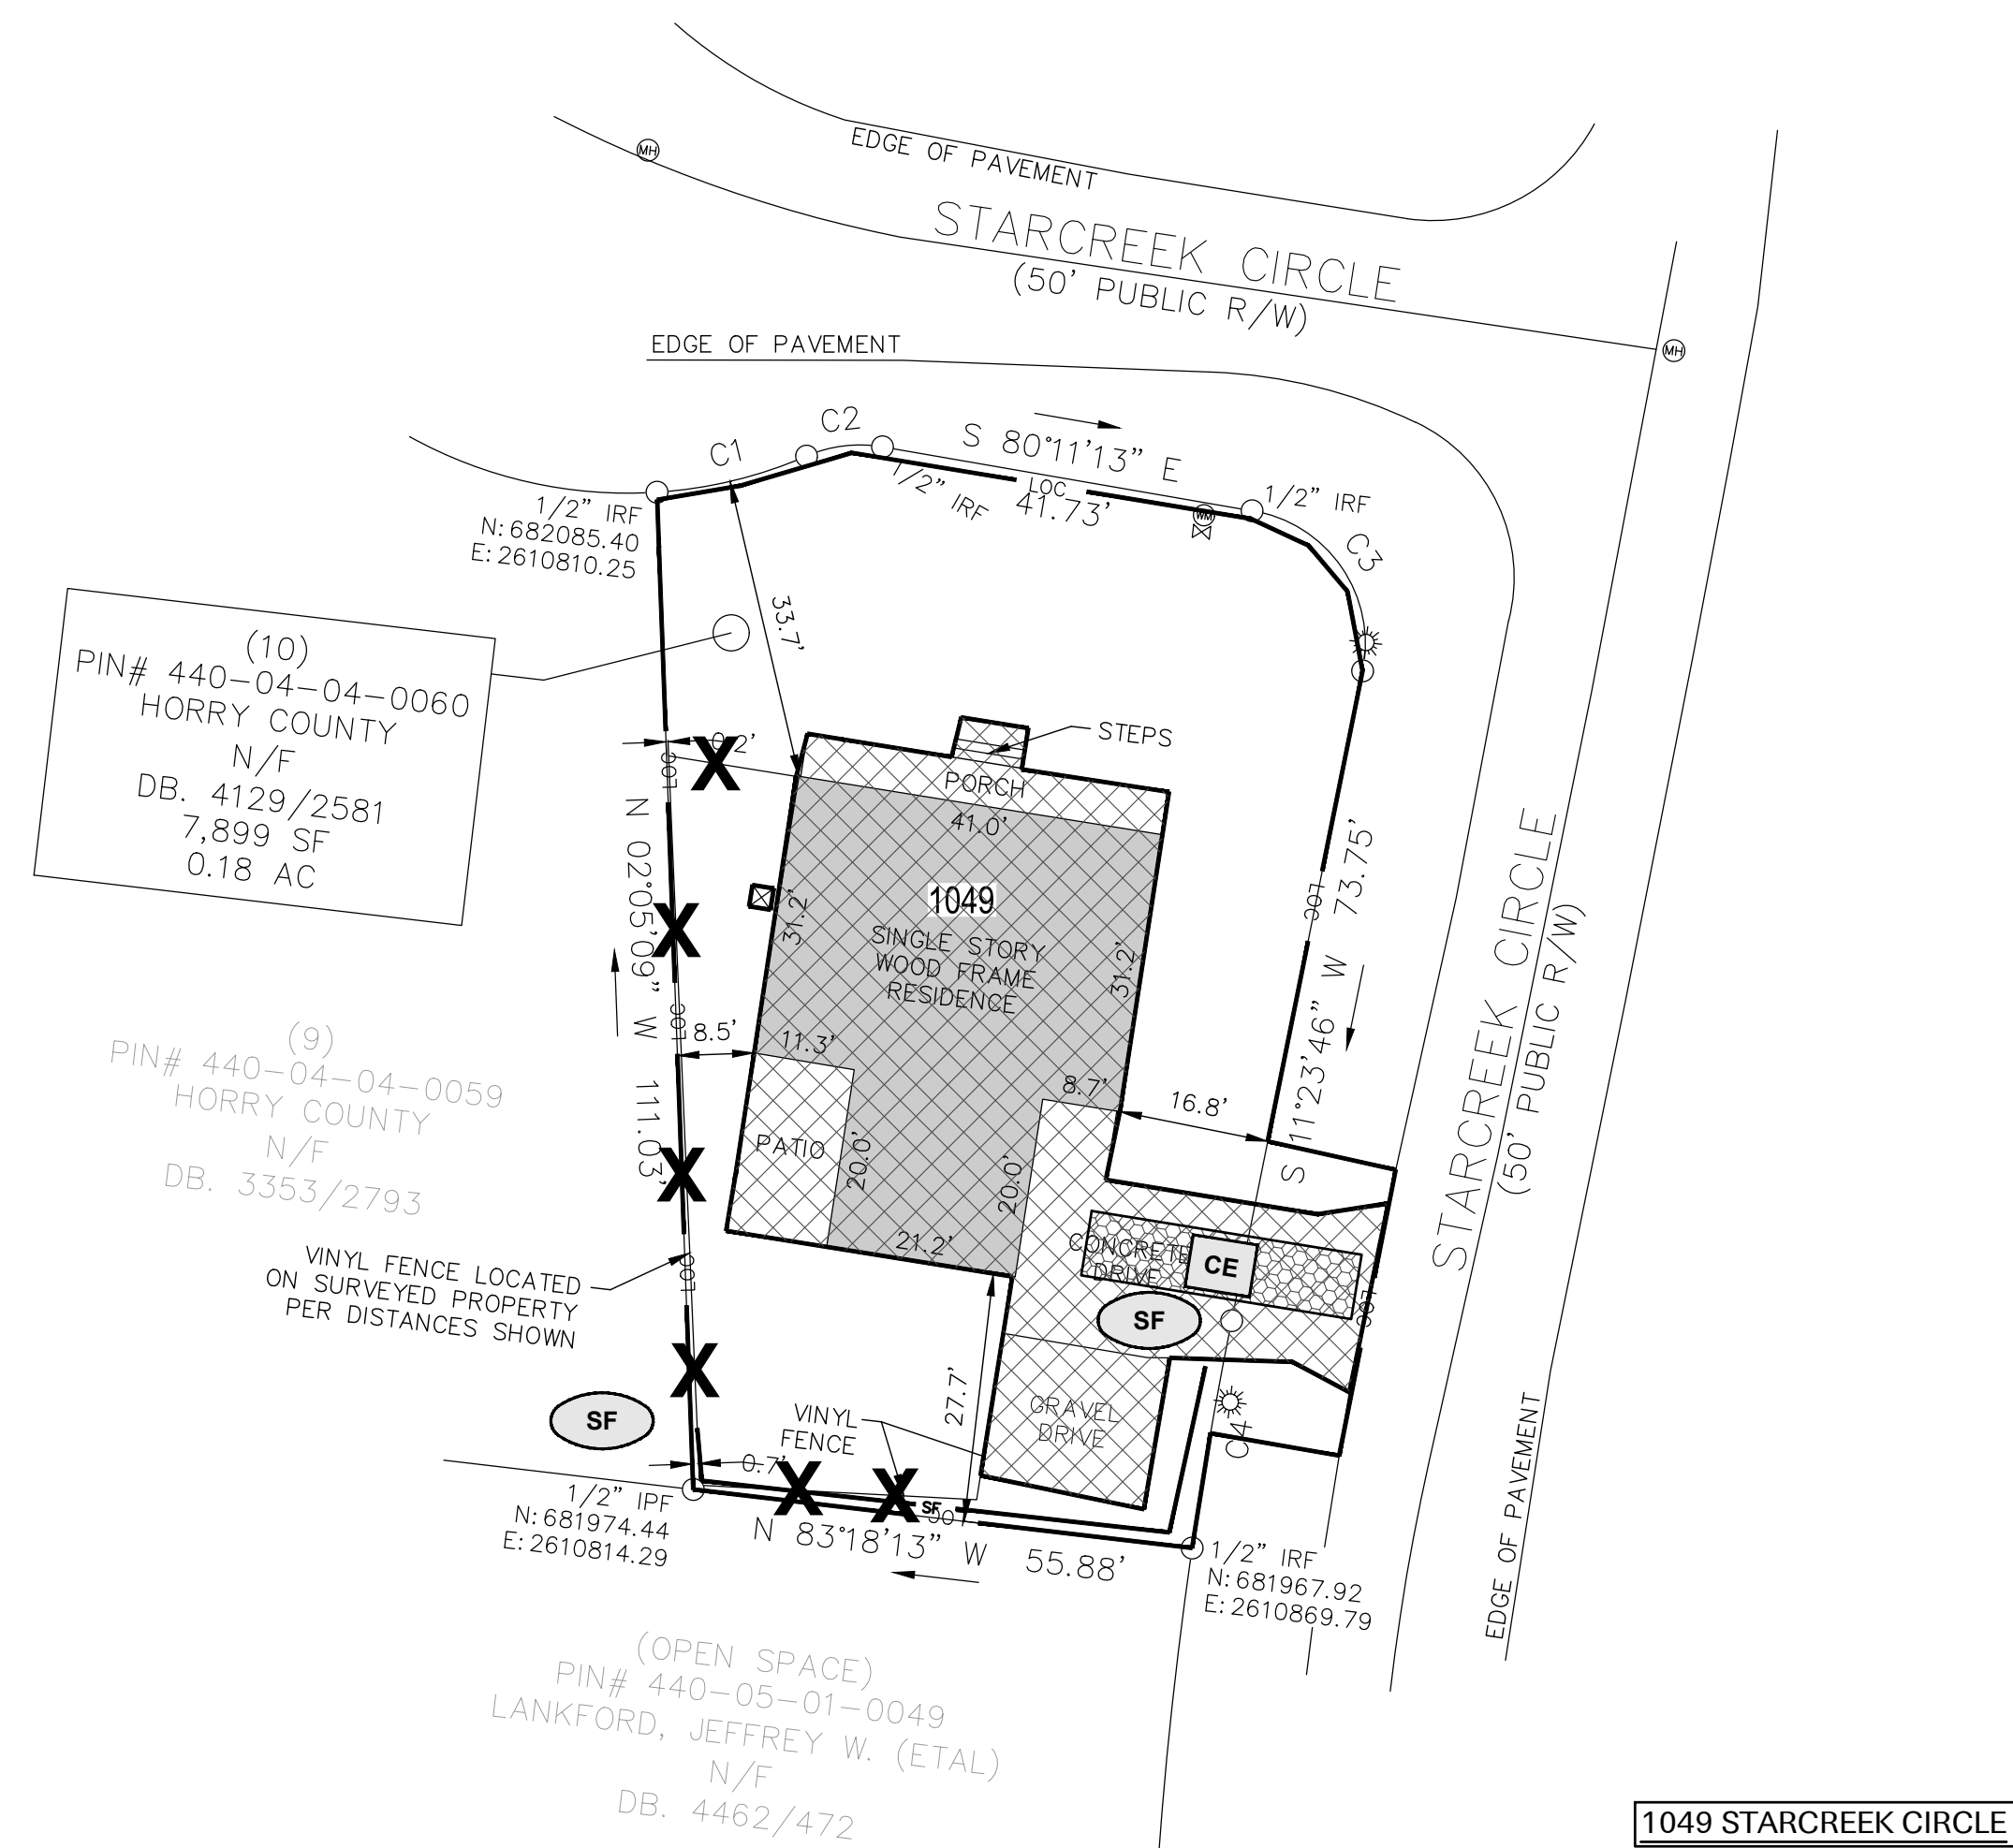 MH
EDGE OF PAVEMENT
STARCREEK CIRCLE
(50' PUBLIC R/W)
MH
EDGE OF PAVEMENT
C1
C2
S 80°11'13" E
41.73'
LOC
1/2" IRF
1/2" IRF
C3
WM
1/2" IRF
N: 682085.40
E: 2610810.25
33.7'
(10)
PIN# 440-04-04-0060
HORRY COUNTY
N/F
DB. 4129/2581
7,899 SF
0.18 AC
0.2'
X
LOC
STEPS
PORCH
41.0'
1049
SINGLE STORY
WOOD FRAME
RESIDENCE
31.2'
31.2'
N 02°05'09" W 111.03'
X
LOC
8.5'
11.3'
PATIO
20.0'
21.2'
8.7'
20.0'
16.8'
S 11°23'46" W 73.75'
LOC
STARCREEK CIRCLE
(50' PUBLIC R/W)
(9)
PIN# 440-04-04-0059
HORRY COUNTY
N/F
DB. 3353/2793
X
VINYL FENCE LOCATED
ON SURVEYED PROPERTY
PER DISTANCES SHOWN
LOC
X
CONCRETE
DRIVE
CE
SF
LOC
SF
VINYL
FENCE
27.7'
GRAVEL
DRIVE
C4
EDGE OF PAVEMENT
0.7'
X
X
SF
1/2" IPF
N: 681974.44
E: 2610814.29
N 83°18'13" W 55.88'
1/2" IRF
N: 681967.92
E: 2610869.79
(OPEN SPACE)
PIN# 440-05-01-0049
LANKFORD, JEFFREY W. (ETAL)
N/F
DB. 4462/472
1049 STARCREEK CIRCLE